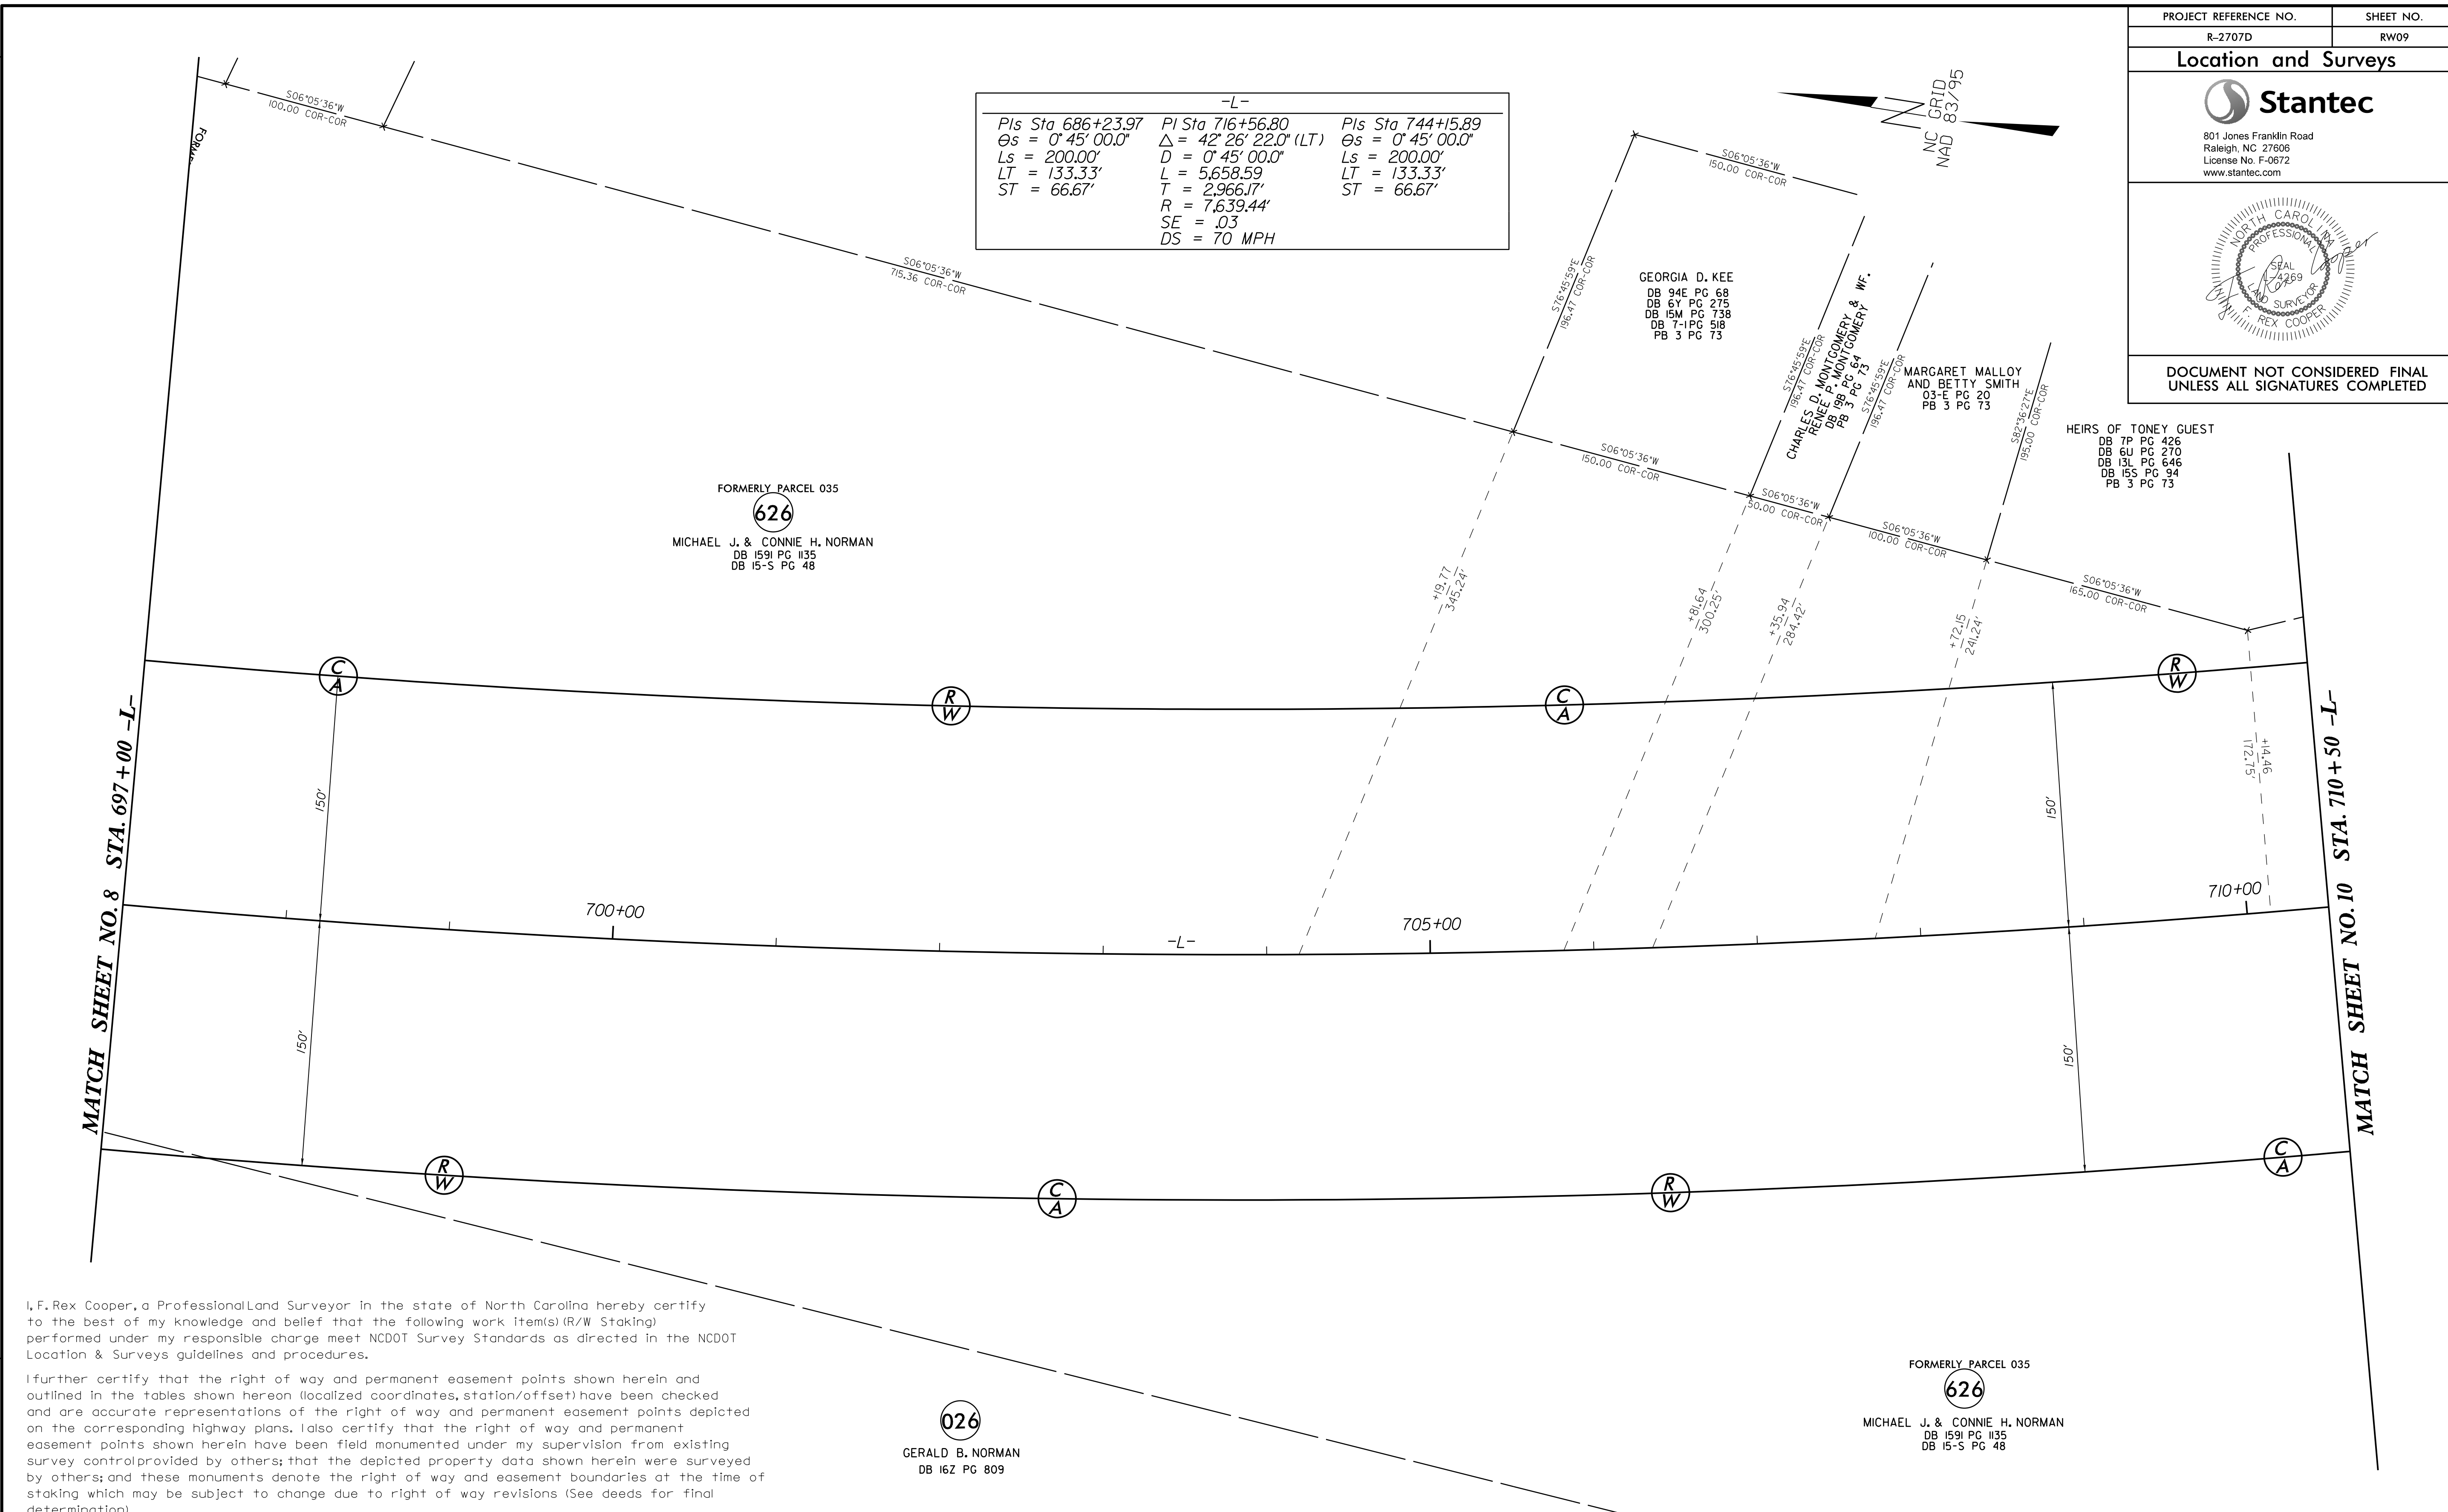 PROJECT REFERENCE NO.
SHEET NO.
R-2707D
RW09
Location and Surveys
Stantec
801 Jones Franklin Road
Raleigh, NC 27606
License No. F-0672
www.stantec.com
NORTH CAROLINA
PROFESSIONAL
SEAL
L-4269
LAND SURVEYOR
F. REX COOPER
DOCUMENT NOT CONSIDERED FINAL
UNLESS ALL SIGNATURES COMPLETED
NC GRID
NAD 83/95
-L-
PIs Sta 686+23.97
Θs = 0° 45' 00.0"
Ls = 200.00'
LT = 133.33'
ST = 66.67'
PI Sta 716+56.80
△ = 42° 26' 22.0" (LT)
D = 0° 45' 00.0"
L = 5,658.59
T = 2,966.17'
R = 7,639.44'
SE = .03
DS = 70 MPH
PIs Sta 744+15.89
Θs = 0° 45' 00.0"
Ls = 200.00'
LT = 133.33'
ST = 66.67'
S06°05'36"W
100.00 COR-COR
S06°05'36"W
715.36 COR-COR
S06°05'36"W
150.00 COR-COR
S76°45'59"E
196.47 COR-COR
GEORGIA D. KEE
DB 94E PG 68
DB 6Y PG 275
DB 15M PG 738
DB 7-I PG 518
PB 3 PG 73
S76°45'59"E
196.47 COR-COR
CHARLES D. MONTGOMERY & WF.
RENEE P. MONTGOMERY
DB 19B PG 64
PB 3 PG 73
S76°45'59"E
196.47 COR-COR
MARGARET MALLOY
AND BETTY SMITH
03-E PG 20
PB 3 PG 73
S82°36'27"E
195.00 COR-COR
HEIRS OF TONEY GUEST
DB 7P PG 426
DB 6U PG 270
DB 13L PG 646
DB 15S PG 94
PB 3 PG 73
S06°05'36"W
150.00 COR-COR
S06°05'36"W
50.00 COR-COR
S06°05'36"W
100.00 COR-COR
S06°05'36"W
165.00 COR-COR
FORMERLY PARCEL 035
626
MICHAEL J. & CONNIE H. NORMAN
DB 1591 PG 1135
DB 15-S PG 48
+19.77
345.24'
+81.64
300.25'
+35.94
284.42'
+72.15
241.24'
+14.46
172.75'
C
A
R
W
C
A
R
W
MATCH SHEET NO. 8 STA. 697+00 -L-
150'
150'
700+00
-L-
705+00
710+00
150'
150'
MATCH SHEET NO. 10 STA. 710+50 -L-
R
W
C
A
R
W
C
A
I, F. Rex Cooper, a Professional Land Surveyor in the state of North Carolina hereby certify
to the best of my knowledge and belief that the following work item(s) (R/W Staking)
performed under my responsible charge meet NCDOT Survey Standards as directed in the NCDOT
Location & Surveys guidelines and procedures.
I further certify that the right of way and permanent easement points shown herein and
outlined in the tables shown hereon (localized coordinates, station/offset) have been checked
and are accurate representations of the right of way and permanent easement points depicted
on the corresponding highway plans. I also certify that the right of way and permanent
easement points shown herein have been field monumented under my supervision from existing
survey control provided by others; that the depicted property data shown herein were surveyed
by others; and these monuments denote the right of way and easement boundaries at the time of
staking which may be subject to change due to right of way revisions (See deeds for final
determination)
026
GERALD B. NORMAN
DB 16Z PG 809
FORMERLY PARCEL 035
626
MICHAEL J. & CONNIE H. NORMAN
DB 1591 PG 1135
DB 15-S PG 48